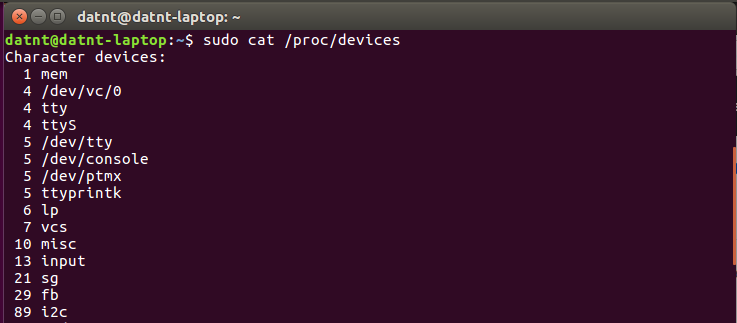 datnt@datnt-laptop: ~
datnt@datnt-laptop:~$ sudo cat /proc/devices
Character devices:
  1 mem
  4 /dev/vc/0
  4 tty
  4 ttyS
  5 /dev/tty
  5 /dev/console
  5 /dev/ptmx
  5 ttyprintk
  6 lp
  7 vcs
 10 misc
 13 input
 21 sg
 29 fb
 89 i2c